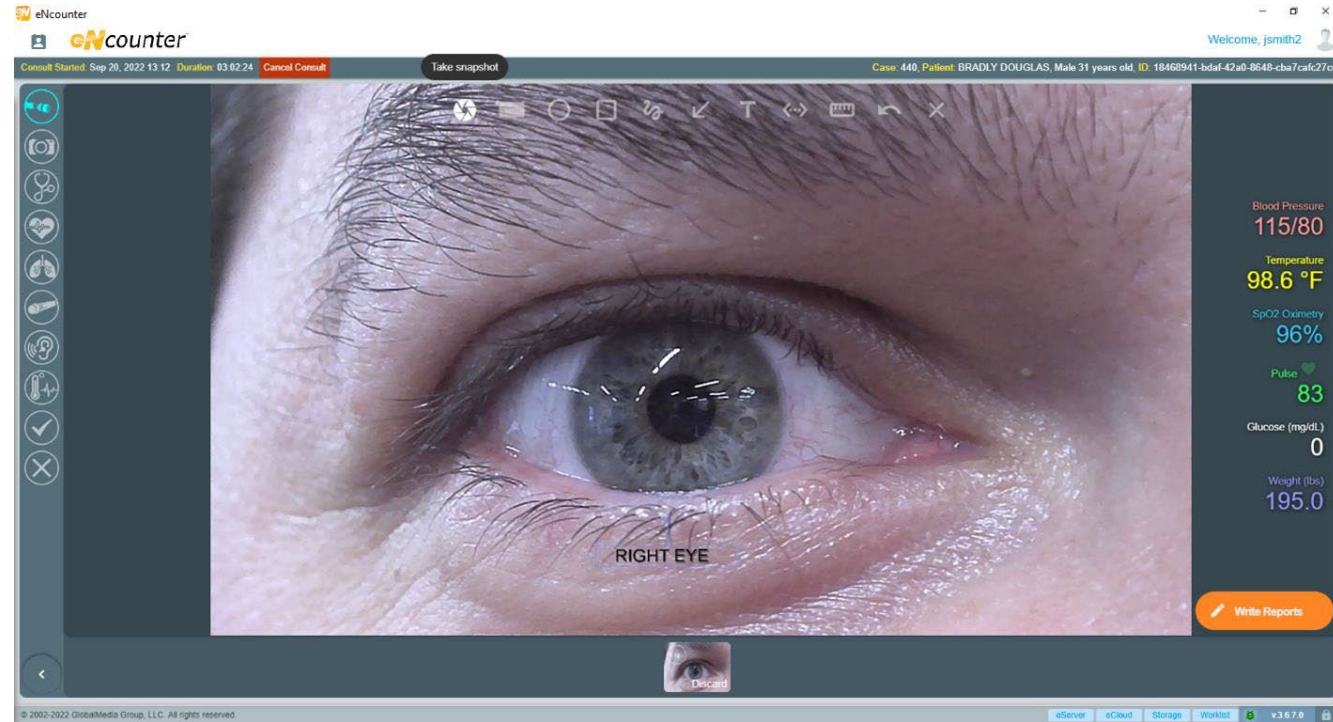 eNcounter
eNcounter
Welcome, jsmith2
Consult Started: Sep 20, 2022 13:12 Duration: 03:02:24 Cancel Consult
Take snapshot
Case: 440, Patient: BRADLY DOUGLAS, Male 31 years old, ID: 18468941-bdaf-42a0-8648-cba7cafc27c
T
Blood Pressure
115/80
Temperature
98.6 °F
SpO2 Oximetry
96%
Pulse
83
Glucose (mg/dL)
0
Weight (lbs)
195.0
RIGHT EYE
Write Reports
Discard
© 2002-2022 GlobalMedia Group, LLC. All rights reserved.
eServer eCloud Storage Worklist v3.6.7.0